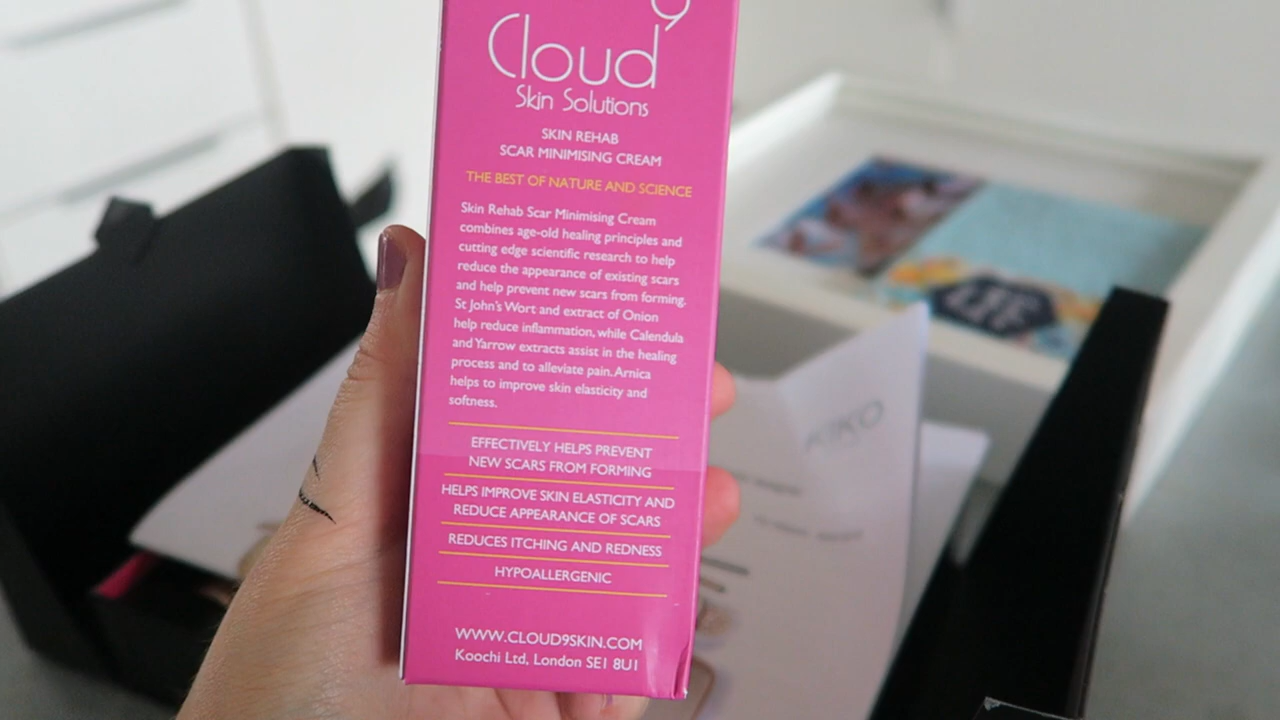 9
Cloud
Skin Solutions
SKIN REHAB
SCAR MINIMISING CREAM
THE BEST OF NATURE AND SCIENCE
Skin Rehab Scar Minimising Cream
combines age-old healing principles and
cutting edge scientific research to help
reduce the appearance of existing scars
and help prevent new scars from forming.
St John's Wort and extract of Onion
help reduce inflammation, while Calendula
and Yarrow extracts assist in the healing
process and to alleviate pain. Arnica
helps to improve skin elasticity and
softness.
EFFECTIVELY HELPS PREVENT
NEW SCARS FROM FORMING
HELPS IMPROVE SKIN ELASTICITY AND
REDUCE APPEARANCE OF SCARS
REDUCES ITCHING AND REDNESS
HYPOALLERGENIC
WWW.CLOUD9SKIN.COM
Koochi Ltd, London SE1 8UJ
KIKO
LIFE